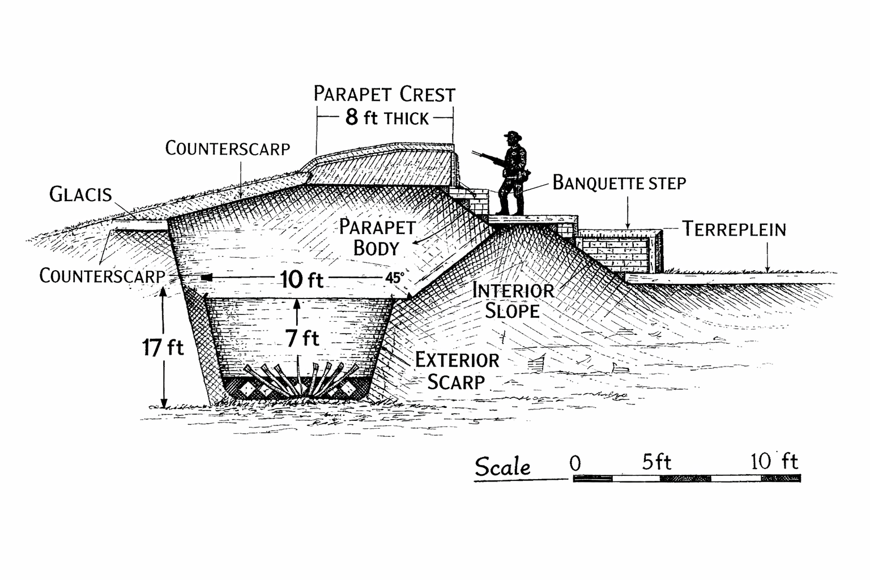 PARAPET CREST
8 ft THICK
COUNTERSCARP
GLACIS
BANQUETTE STEP
PARAPET
BODY
TERREPLEIN
COUNTERSCARP
10 ft
45°
INTERIOR
SLOPE
7 ft
17 ft
EXTERIOR
SCARP
Scale 0 5ft 10 ft